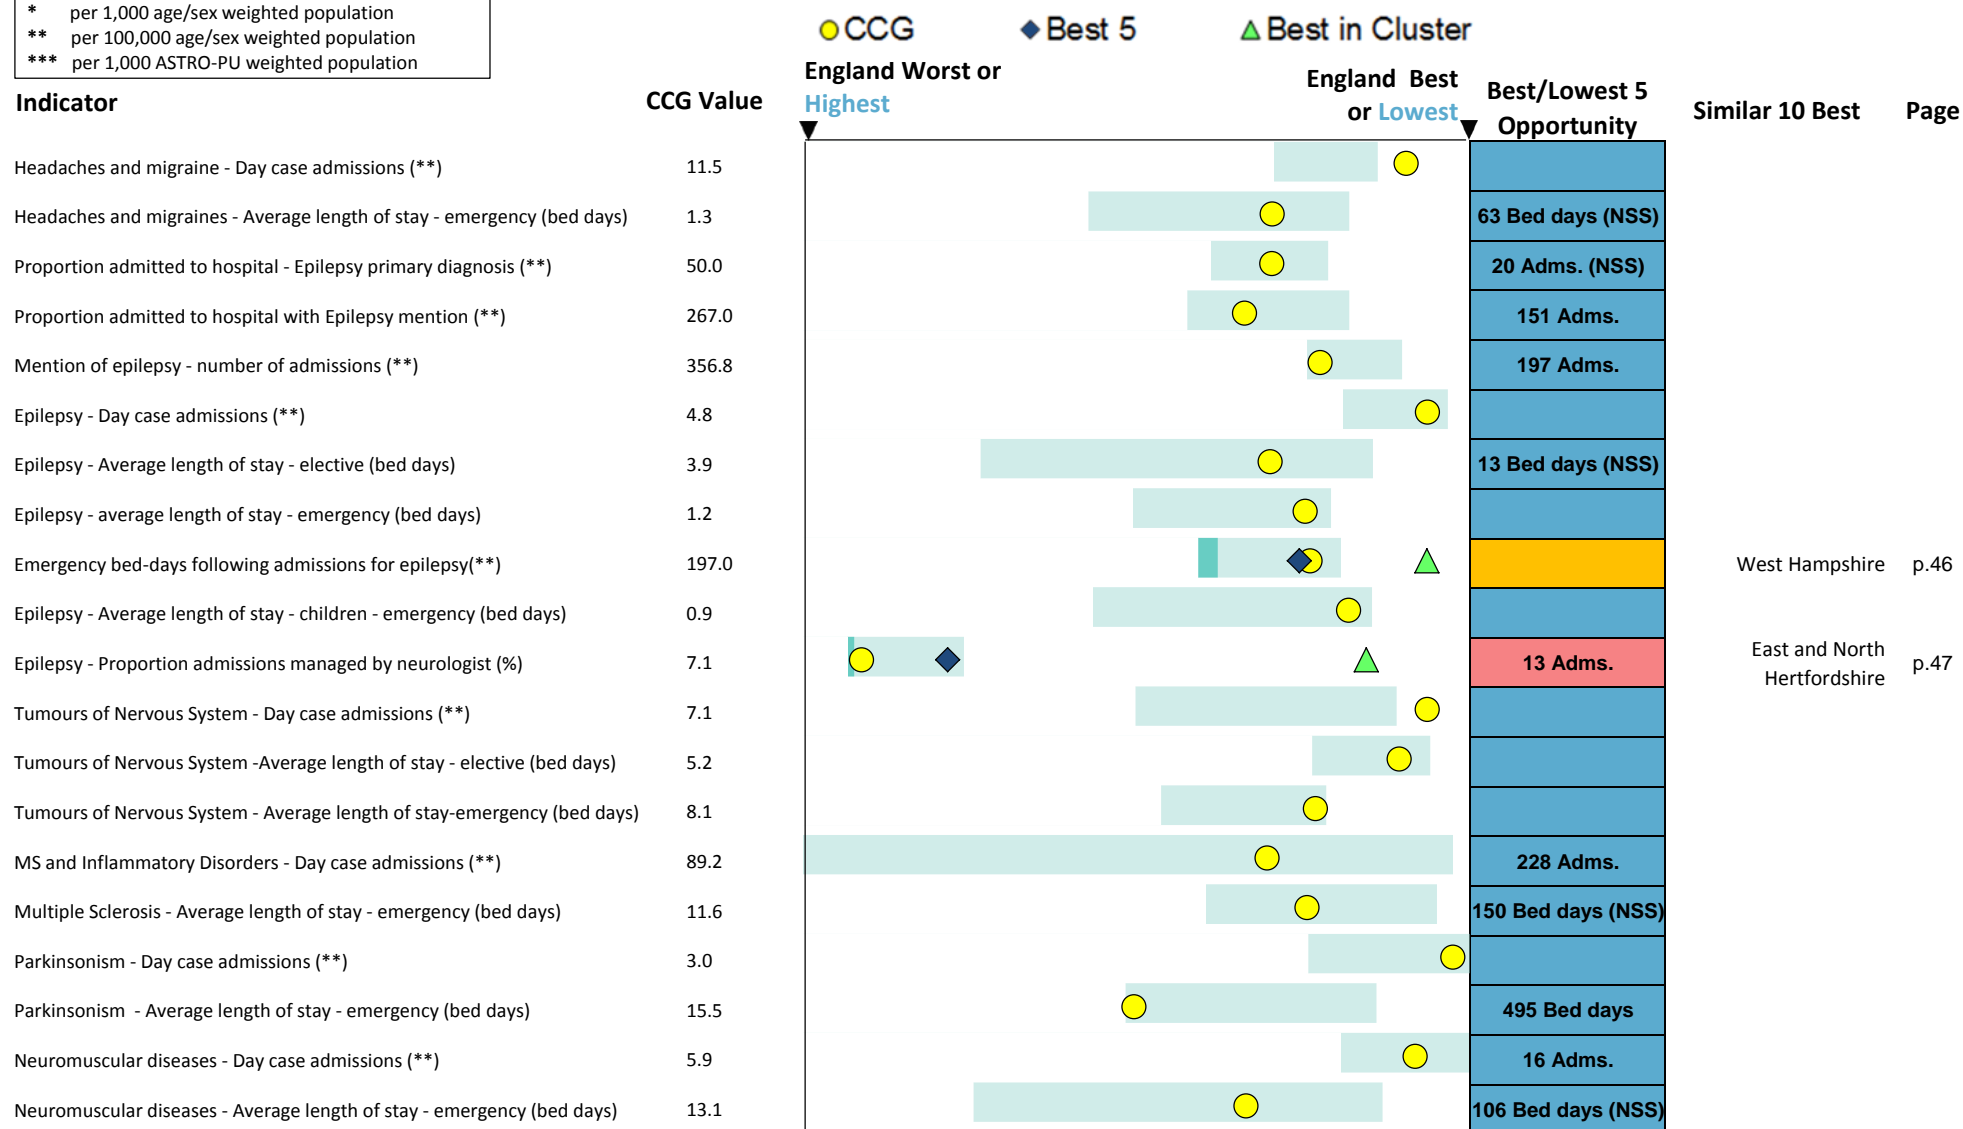 * per 1,000 age/sex weighted population
** per 100,000 age/sex weighted population
*** per 1,000 ASTRO-PU weighted population
CCG Best 5 Best in Cluster
England Worst or
Highest
England Best
or Lowest
Best/Lowest 5
Opportunity
Indicator CCG Value Similar 10 Best Page
Headaches and migraine - Day case admissions (**) 11.5
Headaches and migraines - Average length of stay - emergency (bed days) 1.3 63 Bed days (NSS)
Proportion admitted to hospital - Epilepsy primary diagnosis (**) 50.0 20 Adms. (NSS)
Proportion admitted to hospital with Epilepsy mention (**) 267.0 151 Adms.
Mention of epilepsy - number of admissions (**) 356.8 197 Adms.
Epilepsy - Day case admissions (**) 4.8
Epilepsy - Average length of stay - elective (bed days) 3.9 13 Bed days (NSS)
Epilepsy - average length of stay - emergency (bed days) 1.2
Emergency bed-days following admissions for epilepsy(**) 197.0 West Hampshire p.46
Epilepsy - Average length of stay - children - emergency (bed days) 0.9
Epilepsy - Proportion admissions managed by neurologist (%) 7.1 13 Adms. East and North Hertfordshire p.47
Tumours of Nervous System - Day case admissions (**) 7.1
Tumours of Nervous System -Average length of stay - elective (bed days) 5.2
Tumours of Nervous System - Average length of stay-emergency (bed days) 8.1
MS and Inflammatory Disorders - Day case admissions (**) 89.2 228 Adms.
Multiple Sclerosis - Average length of stay - emergency (bed days) 11.6 150 Bed days (NSS)
Parkinsonism - Day case admissions (**) 3.0
Parkinsonism - Average length of stay - emergency (bed days) 15.5 495 Bed days
Neuromuscular diseases - Day case admissions (**) 5.9 16 Adms.
Neuromuscular diseases - Average length of stay - emergency (bed days) 13.1 106 Bed days (NSS)